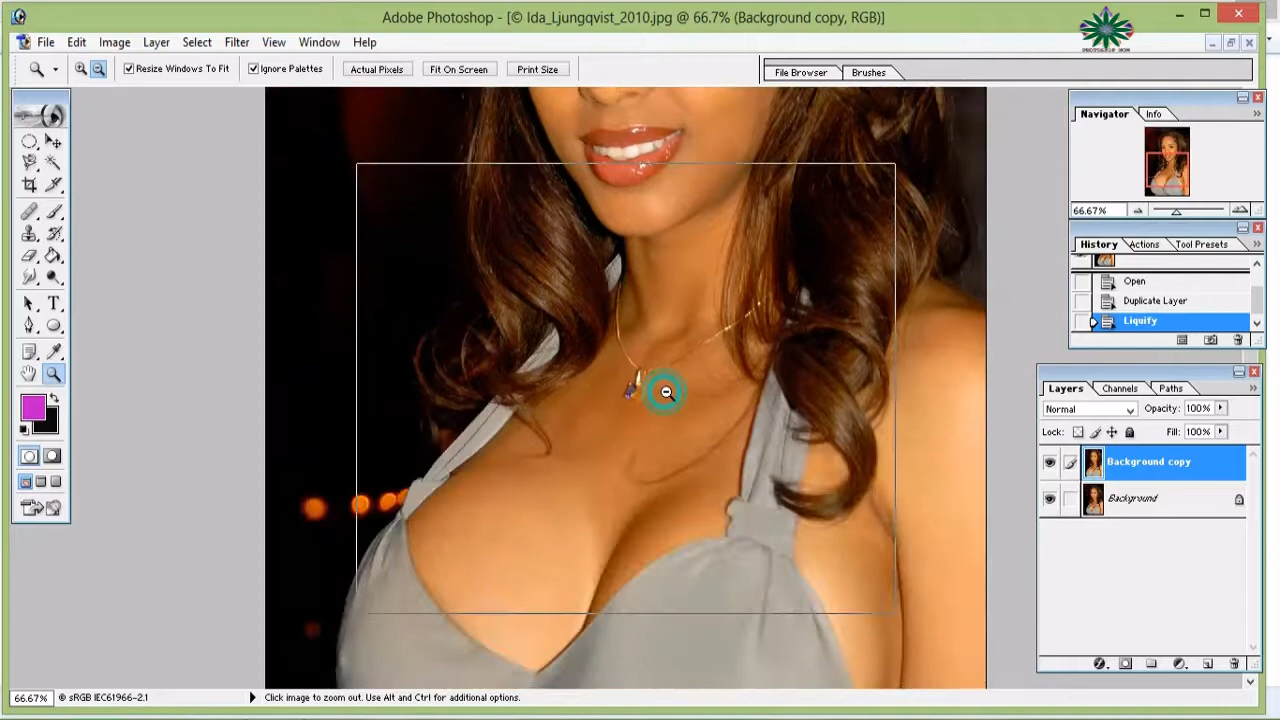 Adobe Photoshop - [© Ida_Ljungqvist_2010.jpg @ 66.7% (Background copy, RGB)]
PHOTOSHOP NOW
File Edit Image Layer Select Filter View Window Help
Resize Windows To Fit Ignore Palettes Actual Pixels Fit On Screen Print Size File Browser Brushes
Navigator Info
66.67%
History Actions Tool Presets
Open
Duplicate Layer
Liquify
Layers Channels Paths
Normal Opacity: 100%
Lock: Fill: 100%
Background copy
Background
66.67% © sRGB IEC61966-2.1 Click image to zoom out. Use Alt and Ctrl for additional options.